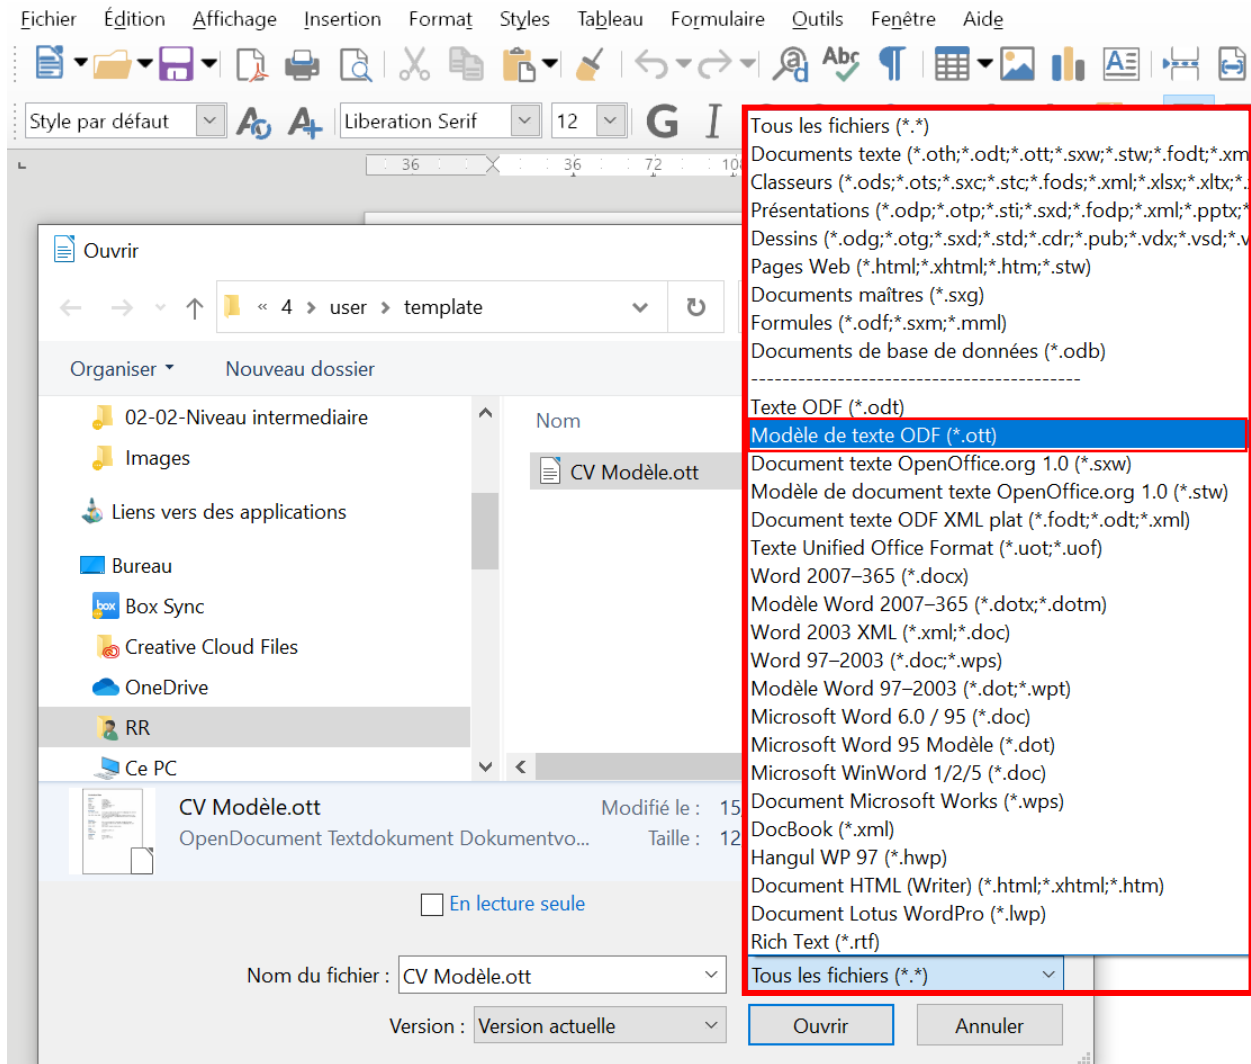 Fichier Édition Affichage Insertion Format Styles Tableau Formulaire Outils Fenêtre Aide
Abc
A
Style par défaut Liberation Serif 12 G I
36 36 72
Ouvrir
« 4 > user > template
Organiser Nouveau dossier
02-02-Niveau intermediaire
Images
Liens vers des applications
Bureau
box Box Sync
Creative Cloud Files
OneDrive
RR
Ce PC
Nom
CV Modèle.ott
CV Modèle.ott
Modifié le : 15
OpenDocument Textdokument Dokumentvo...
Taille : 12
En lecture seule
Nom du fichier : CV Modèle.ott
Version : Version actuelle
Tous les fichiers (*.*)
Documents texte (*.oth;*.odt;*.ott;*.sxw;*.stw;*.fodt;*.xm
Classeurs (*.ods;*.ots;*.sxc;*.stc;*.fods;*.xml;*.xlsx;*.xltx;*.
Présentations (*.odp;*.otp;*.sti;*.sxd;*.fodp;*.xml;*.pptx;*
Dessins (*.odg;*.otg;*.sxd;*.std;*.cdr;*.pub;*.vdx;*.vsd;*.v
Pages Web (*.html;*.xhtml;*.htm;*.stw)
Documents maîtres (*.sxg)
Formules (*.odf;*.sxm;*.mml)
Documents de base de données (*.odb)
------------------------------------------
Texte ODF (*.odt)
Modèle de texte ODF (*.ott)
Document texte OpenOffice.org 1.0 (*.sxw)
Modèle de document texte OpenOffice.org 1.0 (*.stw)
Document texte ODF XML plat (*.fodt;*.odt;*.xml)
Texte Unified Office Format (*.uot;*.uof)
Word 2007–365 (*.docx)
Modèle Word 2007–365 (*.dotx;*.dotm)
Word 2003 XML (*.xml;*.doc)
Word 97–2003 (*.doc;*.wps)
Modèle Word 97–2003 (*.dot;*.wpt)
Microsoft Word 6.0 / 95 (*.doc)
Microsoft Word 95 Modèle (*.dot)
Microsoft WinWord 1/2/5 (*.doc)
Document Microsoft Works (*.wps)
DocBook (*.xml)
Hangul WP 97 (*.hwp)
Document HTML (Writer) (*.html;*.xhtml;*.htm)
Document Lotus WordPro (*.lwp)
Rich Text (*.rtf)
Tous les fichiers (*.*)
Ouvrir Annuler